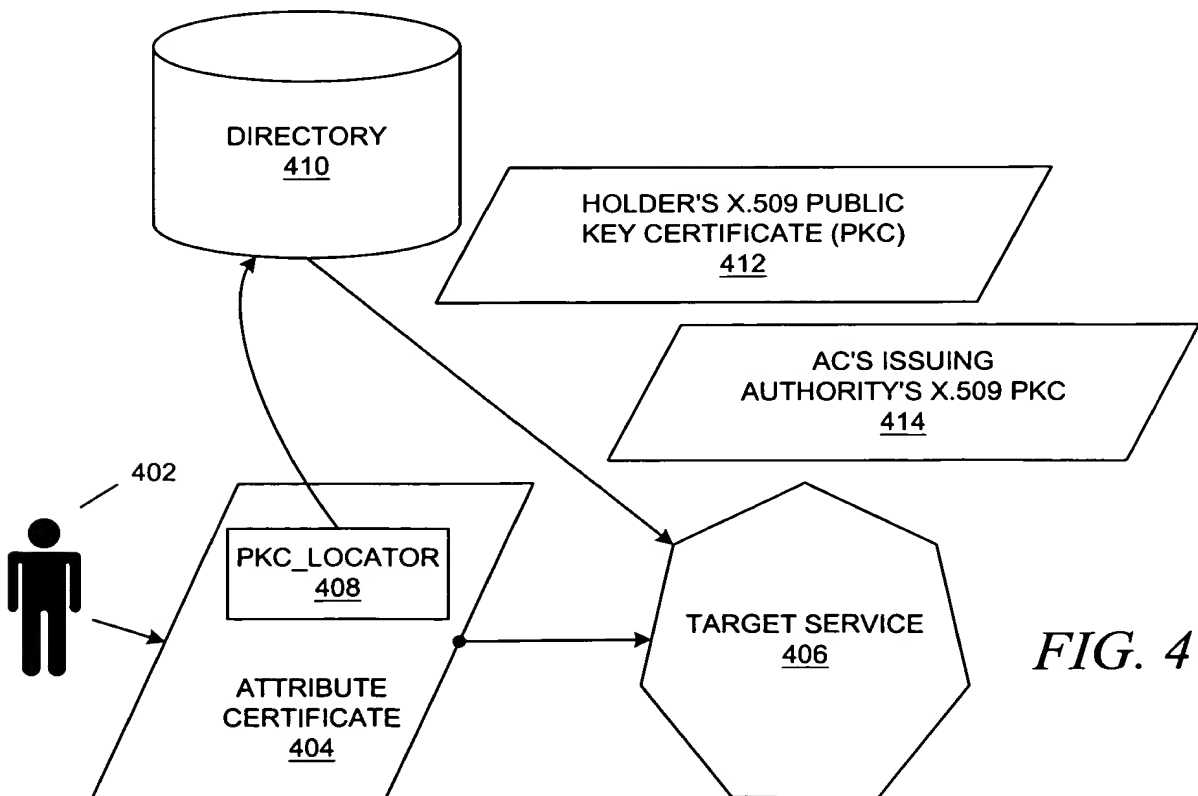 DIRECTORY
410
HOLDER'S X.509 PUBLIC
KEY CERTIFICATE (PKC)
412
AC'S ISSUING
AUTHORITY'S X.509 PKC
414
402
PKC_LOCATOR
408
ATTRIBUTE
CERTIFICATE
404
TARGET SERVICE
406
FIG. 4